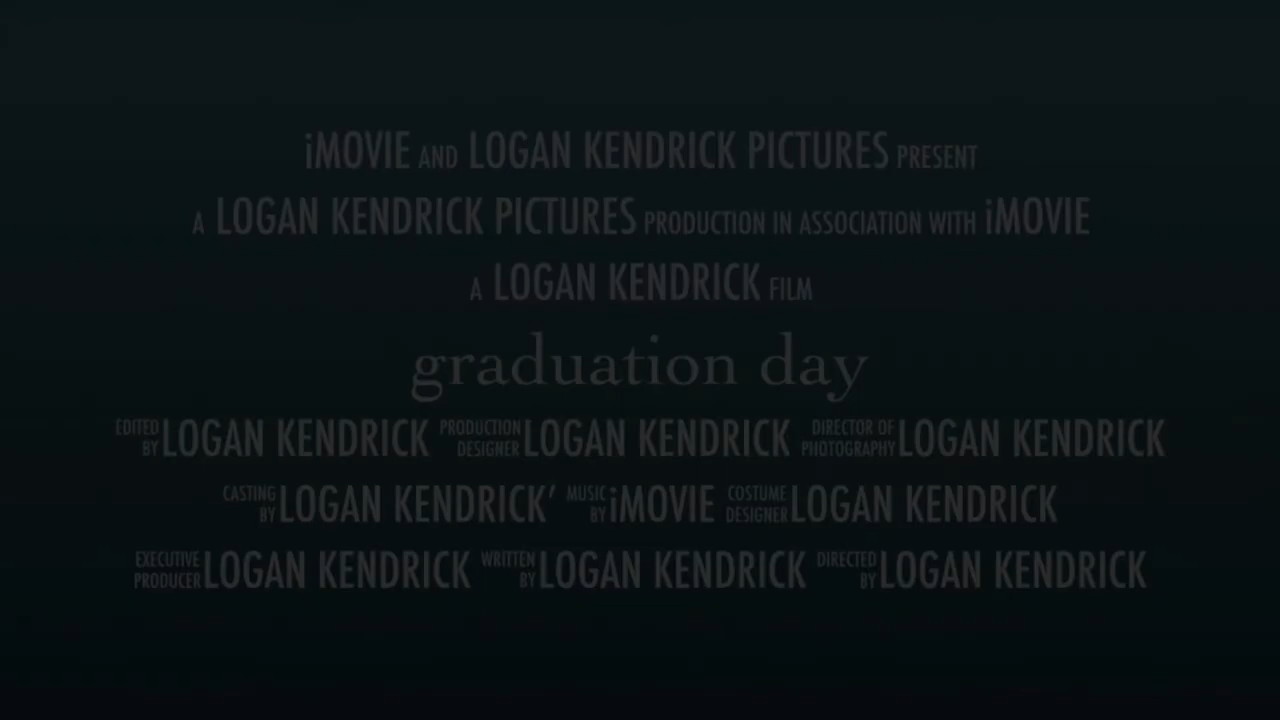 iMOVIE AND LOGAN KENDRICK PICTURES PRESENT
A LOGAN KENDRICK PICTURES PRODUCTION IN ASSOCIATION WITH iMOVIE
A LOGAN KENDRICK FILM
graduation day
EDITED BY LOGAN KENDRICK PRODUCTION DESIGNER LOGAN KENDRICK DIRECTOR OF PHOTOGRAPHY LOGAN KENDRICK
CASTING BY LOGAN KENDRICK' MUSIC BY iMOVIE COSTUME DESIGNER LOGAN KENDRICK
EXECUTIVE PRODUCER LOGAN KENDRICK WRITTEN BY LOGAN KENDRICK DIRECTED BY LOGAN KENDRICK